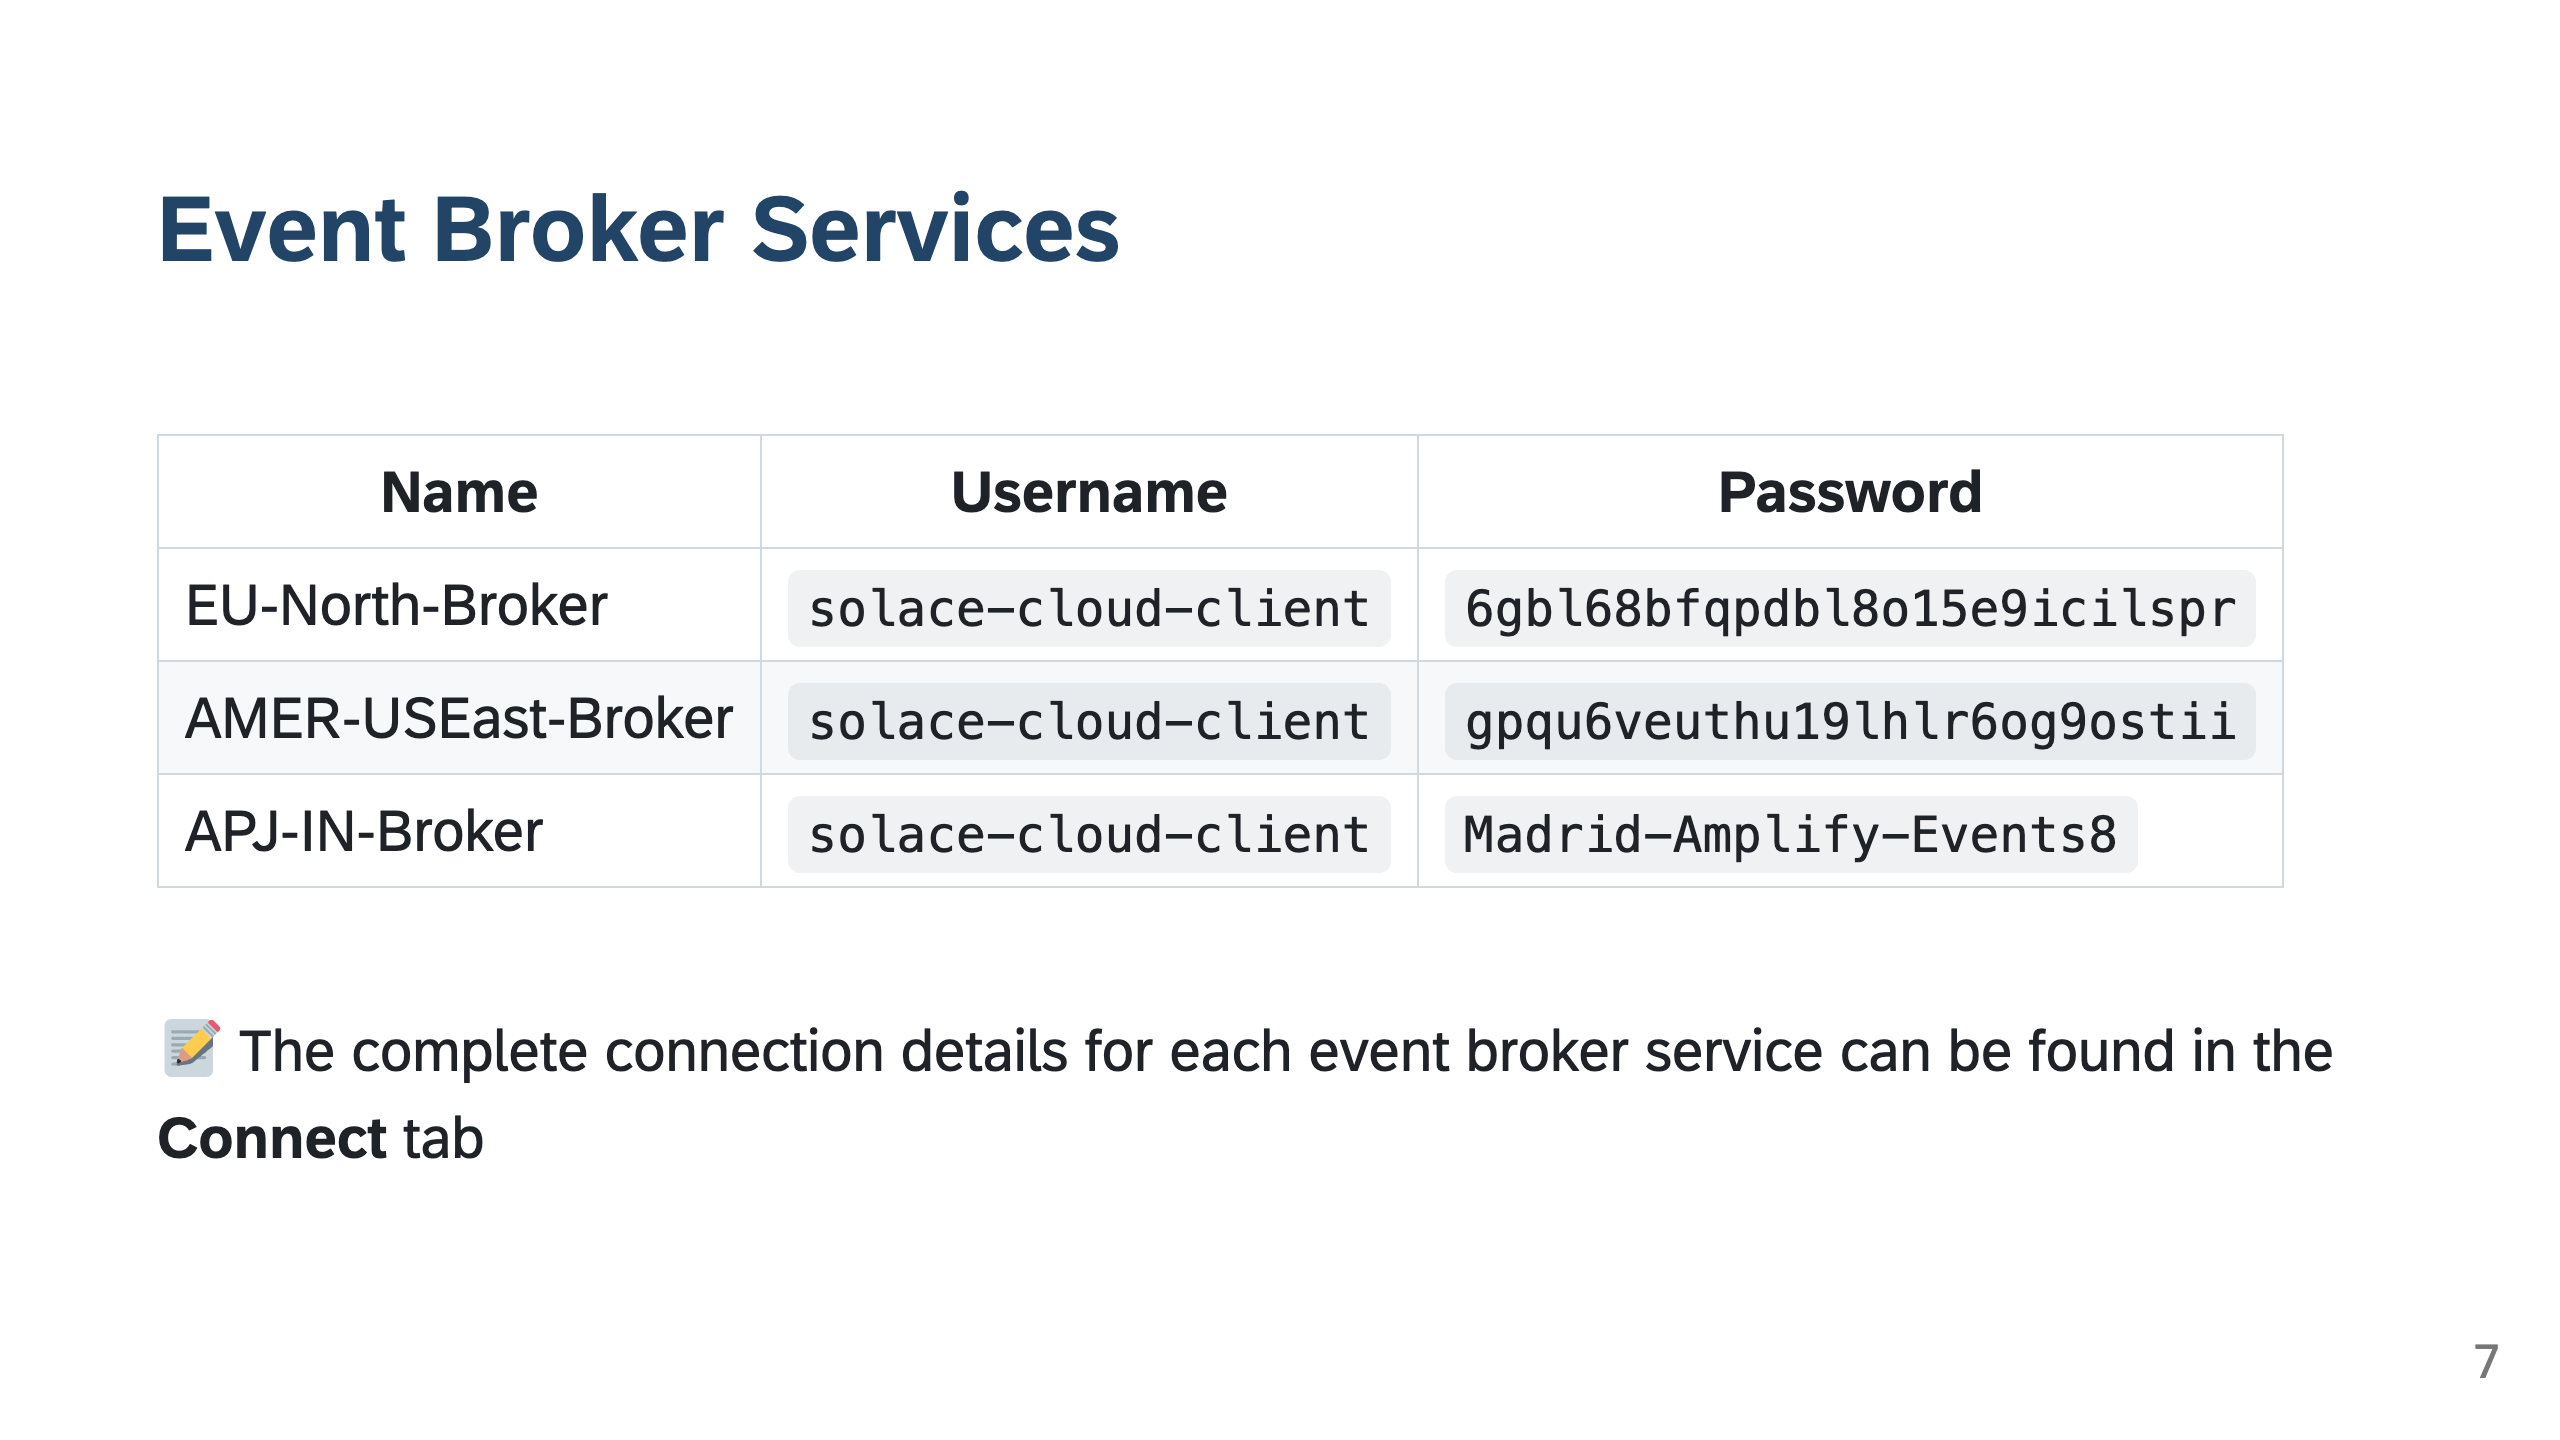 Event Broker Services
Name Username Password
EU-North-Broker solace-cloud-client 6gbl68bfqpdbl8o15e9icilspr
AMER-USEast-Broker solace-cloud-client gpqu6veuthu19lhlr6og9ostii
APJ-IN-Broker solace-cloud-client Madrid-Amplify-Events8
📝 The complete connection details for each event broker service can be found in the
Connect tab
7